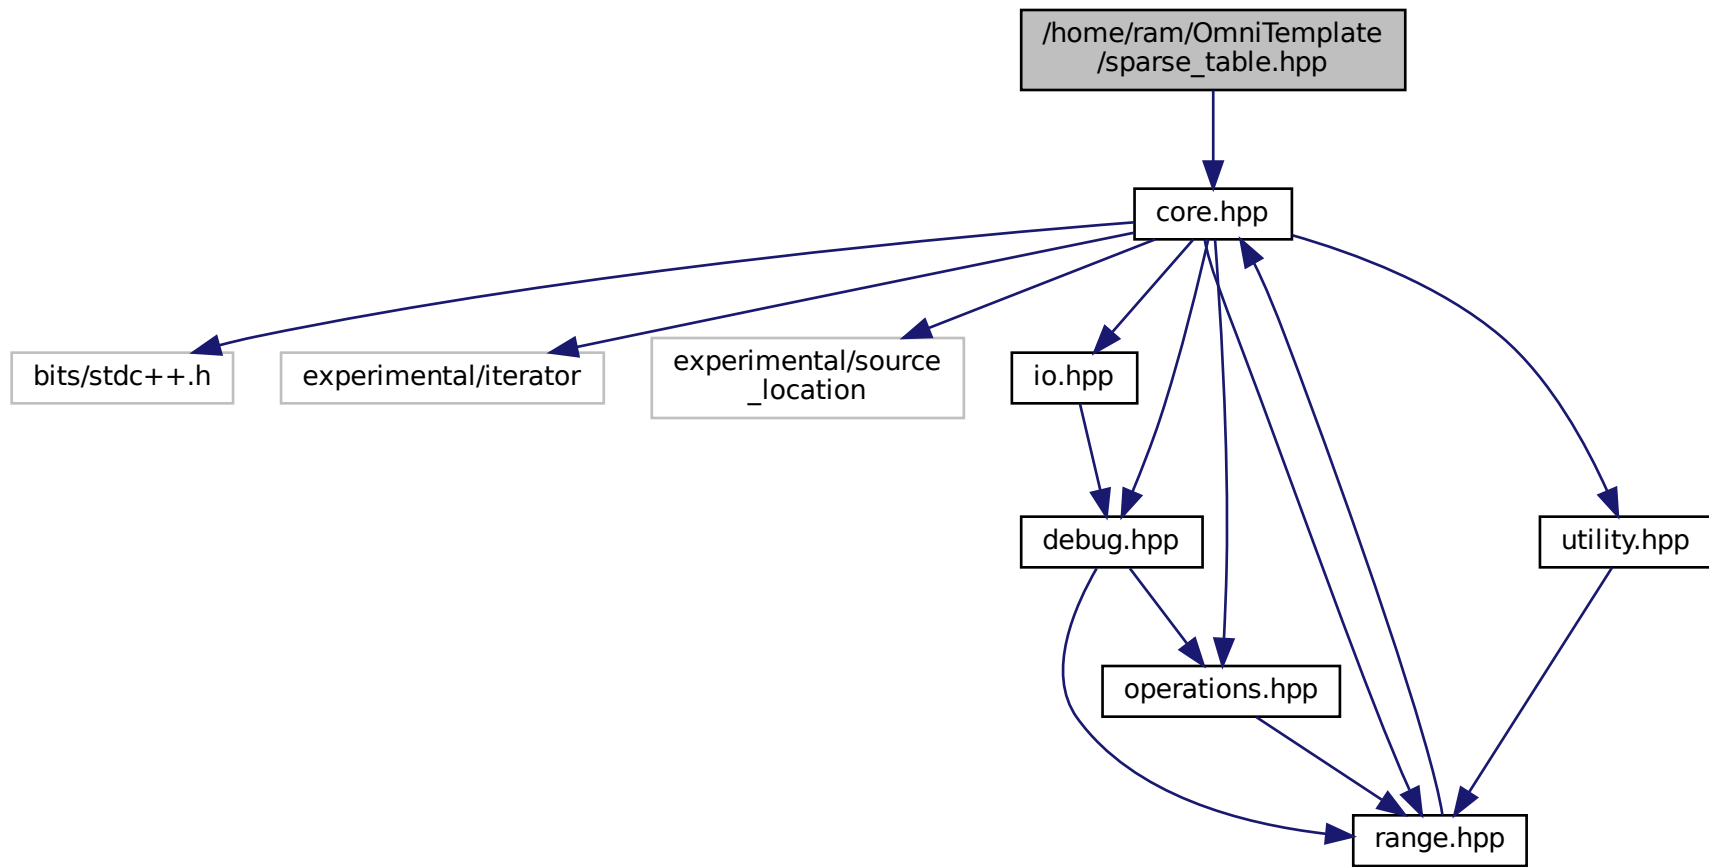 /home/ram/OmniTemplate
/sparse_table.hpp
core.hpp
bits/stdc++.h
experimental/iterator
experimental/source
_location
io.hpp
debug.hpp
utility.hpp
operations.hpp
range.hpp